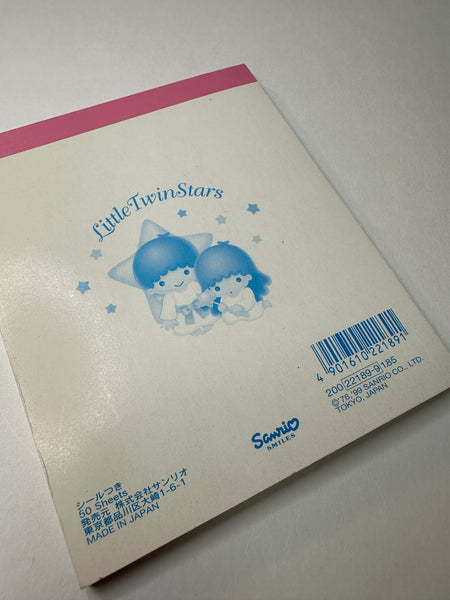 Little Twin Stars
4 901610 221891
200 22189-9 185
©'76,'99 SANRIO CO., LTD.
TOKYO, JAPAN
Sanrio
SMILES
シールつき
50 Sheets
発売元 株式会社サンリオ
東京都品川区大崎1-6-1
MADE IN JAPAN